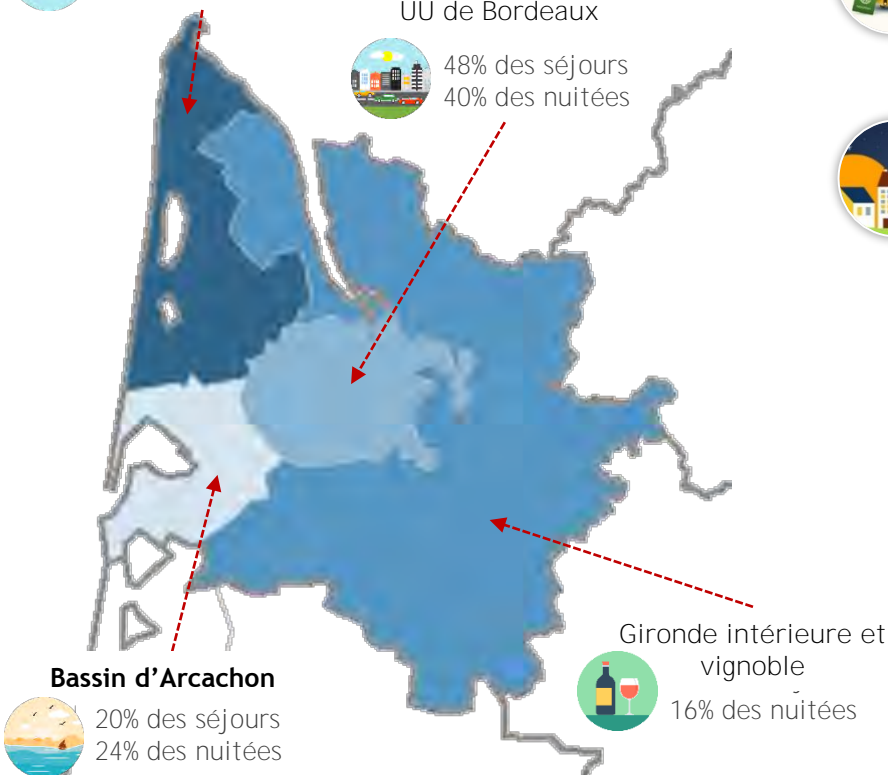 UU de Bordeaux
48% des séjours
40% des nuitées
Gironde intérieure et
vignoble
16% des nuitées
Bassin d'Arcachon
20% des séjours
24% des nuitées